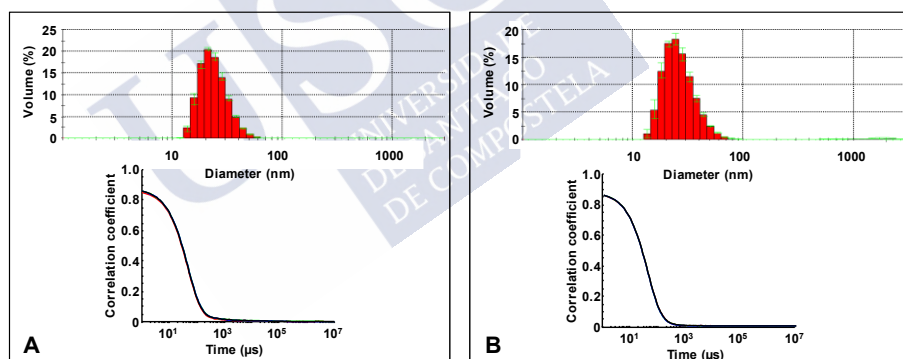 25
20
15
10
5
0
Volume (%)
10
100
1000
Diameter (nm)
1.0
0.8
0.6
0.4
0.2
0
Correlation coefficient
10¹
10³
10⁵
10⁷
Time (µs)
A
20
15
10
5
0
Volume (%)
10
100
1000
Diameter (nm)
1.0
0.8
0.6
0.4
0.2
0
Correlation coefficient
10¹
10³
10⁵
10⁷
Time (µs)
B
USC
UNIVERSIDADE
DE SANTIAGO
DE COMPOSTELA